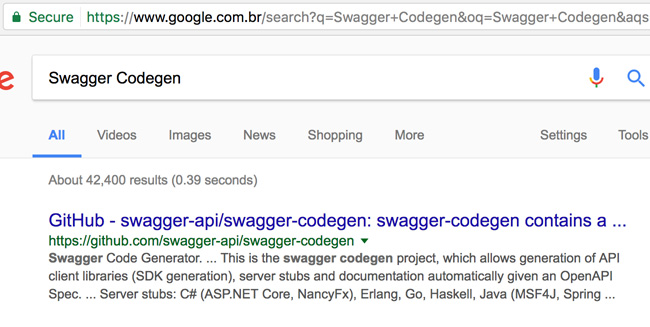 Secure https://www.google.com.br/search?q=Swagger+Codegen&oq=Swagger+Codegen&aqs
e Swagger Codegen
All Videos Images News Shopping More Settings Tools
About 42,400 results (0.39 seconds)
GitHub - swagger-api/swagger-codegen: swagger-codegen contains a ...
https://github.com/swagger-api/swagger-codegen
Swagger Code Generator. ... This is the swagger codegen project, which allows generation of API
client libraries (SDK generation), server stubs and documentation automatically given an OpenAPI
Spec. ... Server stubs: C# (ASP.NET Core, NancyFx), Erlang, Go, Haskell, Java (MSF4J, Spring ...